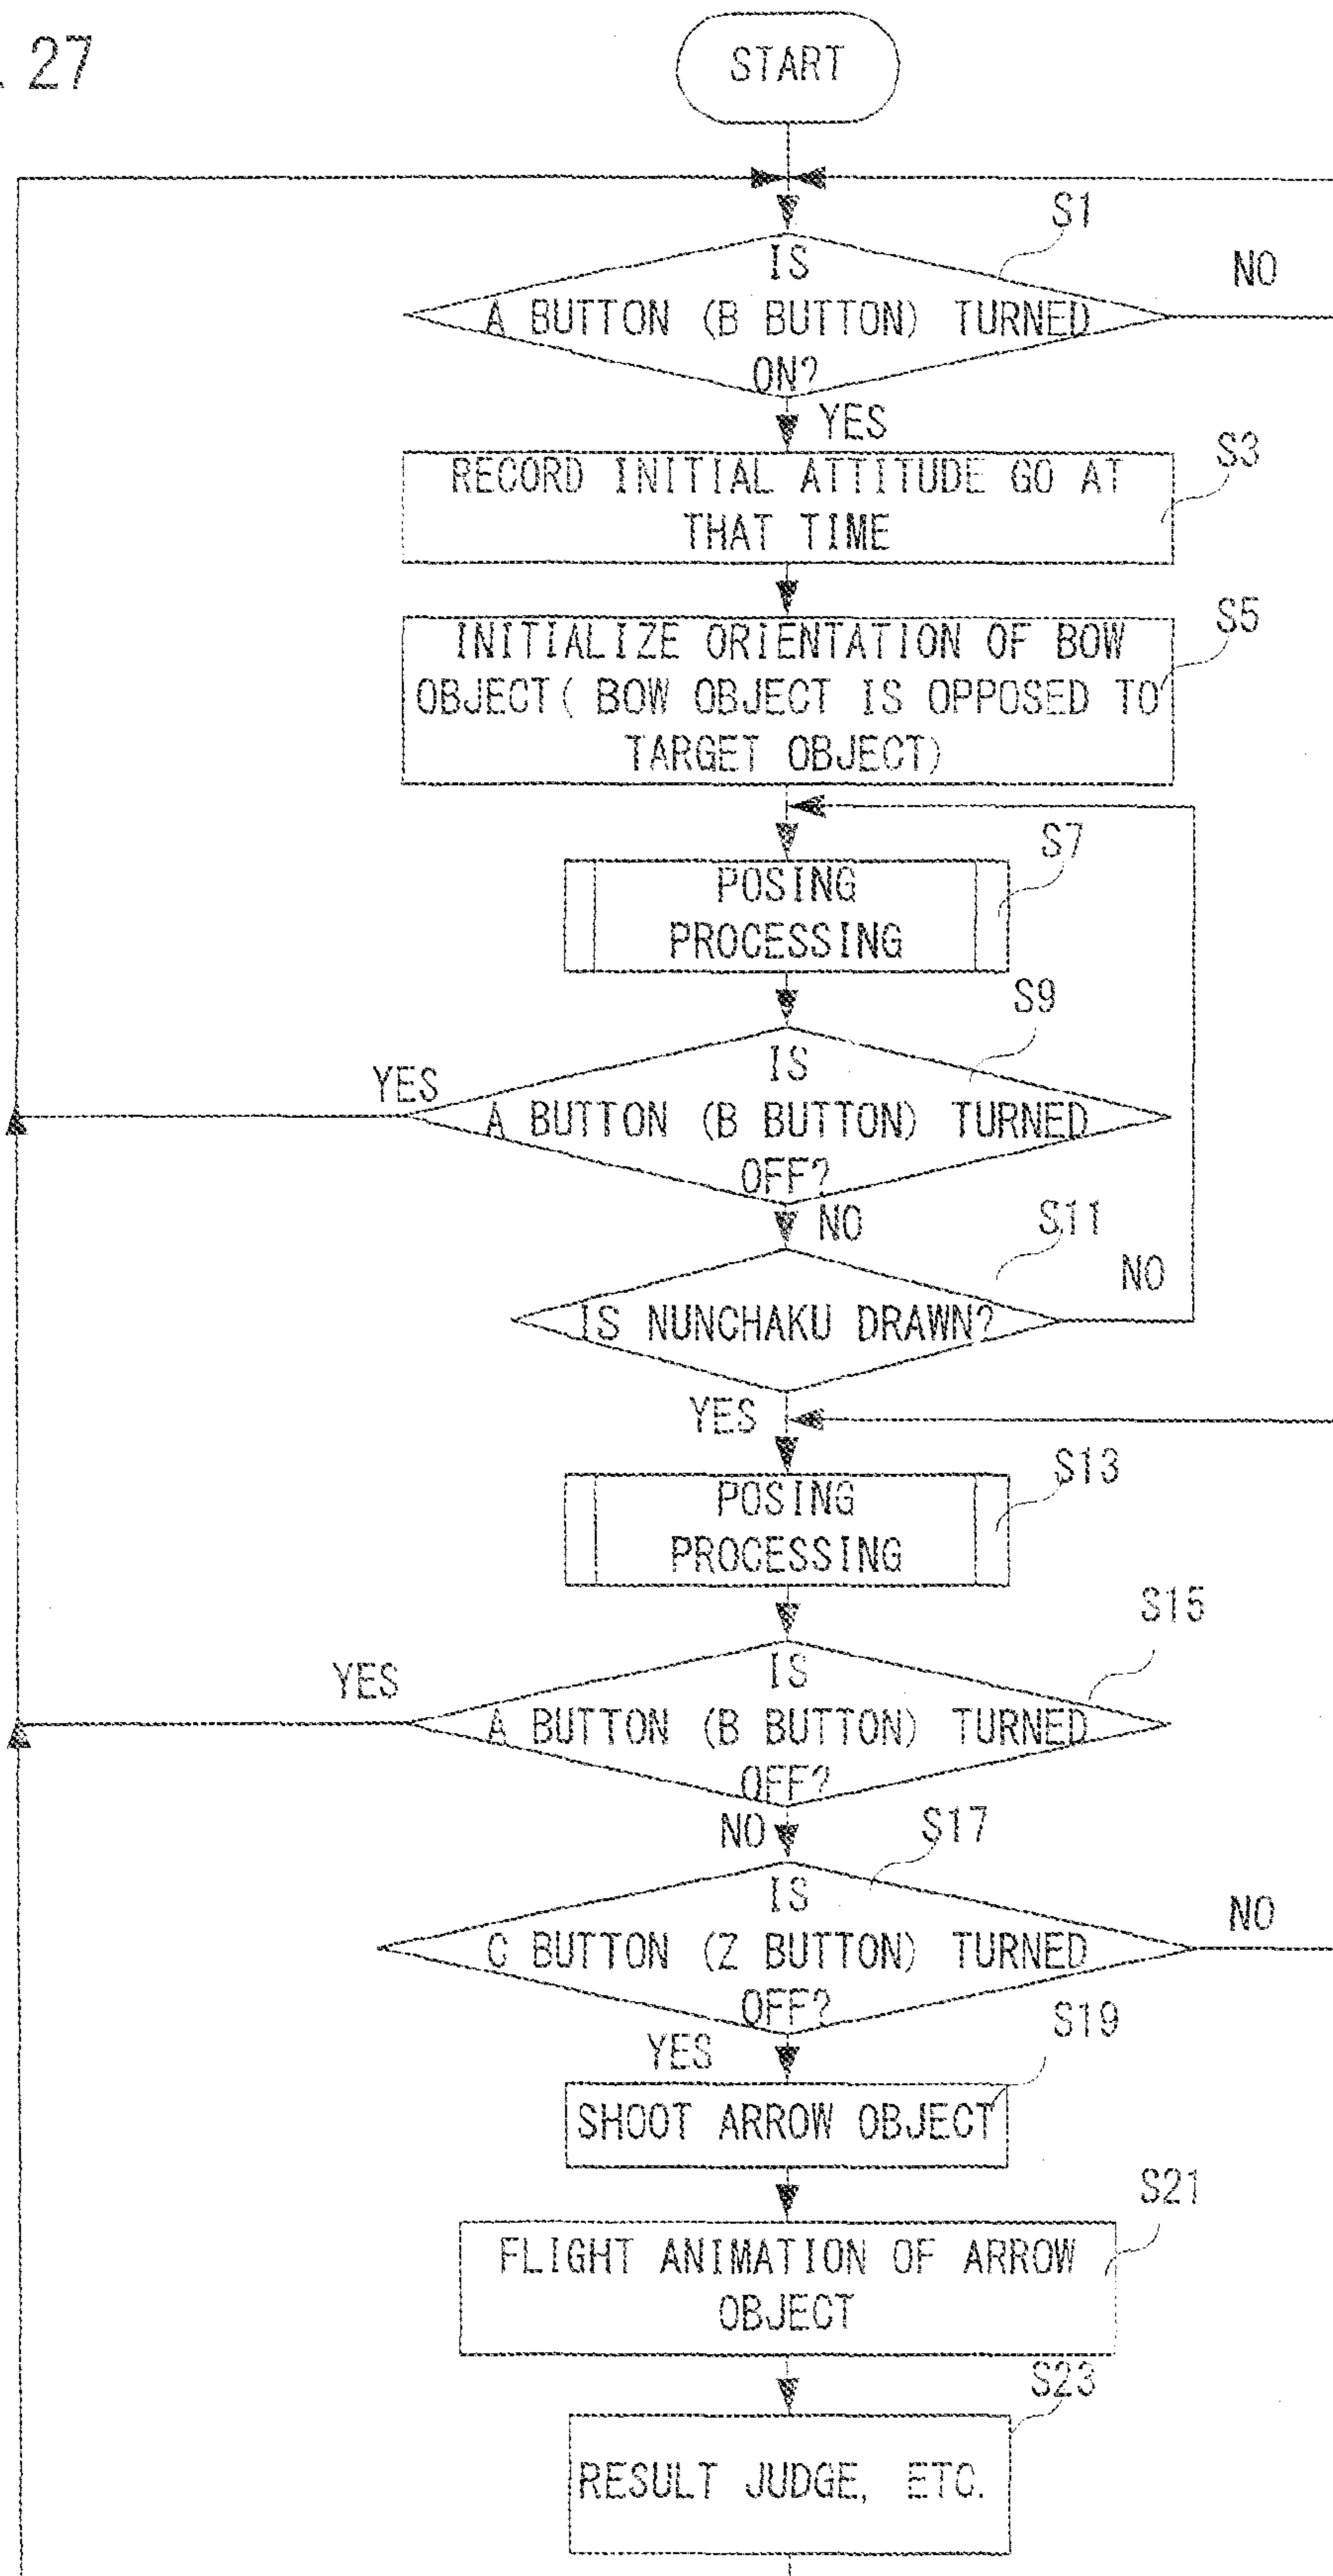 27
START
S1
IS
A BUTTON (B BUTTON) TURNED
ON?
NO
YES
S3
RECORD INITIAL ATTITUDE GO AT
THAT TIME
S5
INITIALIZE ORIENTATION OF BOW
OBJECT( BOW OBJECT IS OPPOSED TO
TARGET OBJECT)
S7
POSING
PROCESSING
S9
IS
A BUTTON (B BUTTON) TURNED
OFF?
YES
NO
S11
IS NUNCHAKU DRAWN?
NO
YES
S13
POSING
PROCESSING
S15
IS
A BUTTON (B BUTTON) TURNED
OFF?
YES
NO
S17
IS
C BUTTON (Z BUTTON) TURNED
OFF?
NO
YES
S19
SHOOT ARROW OBJECT
S21
FLIGHT ANIMATION OF ARROW
OBJECT
S23
RESULT JUDGE, ETC.